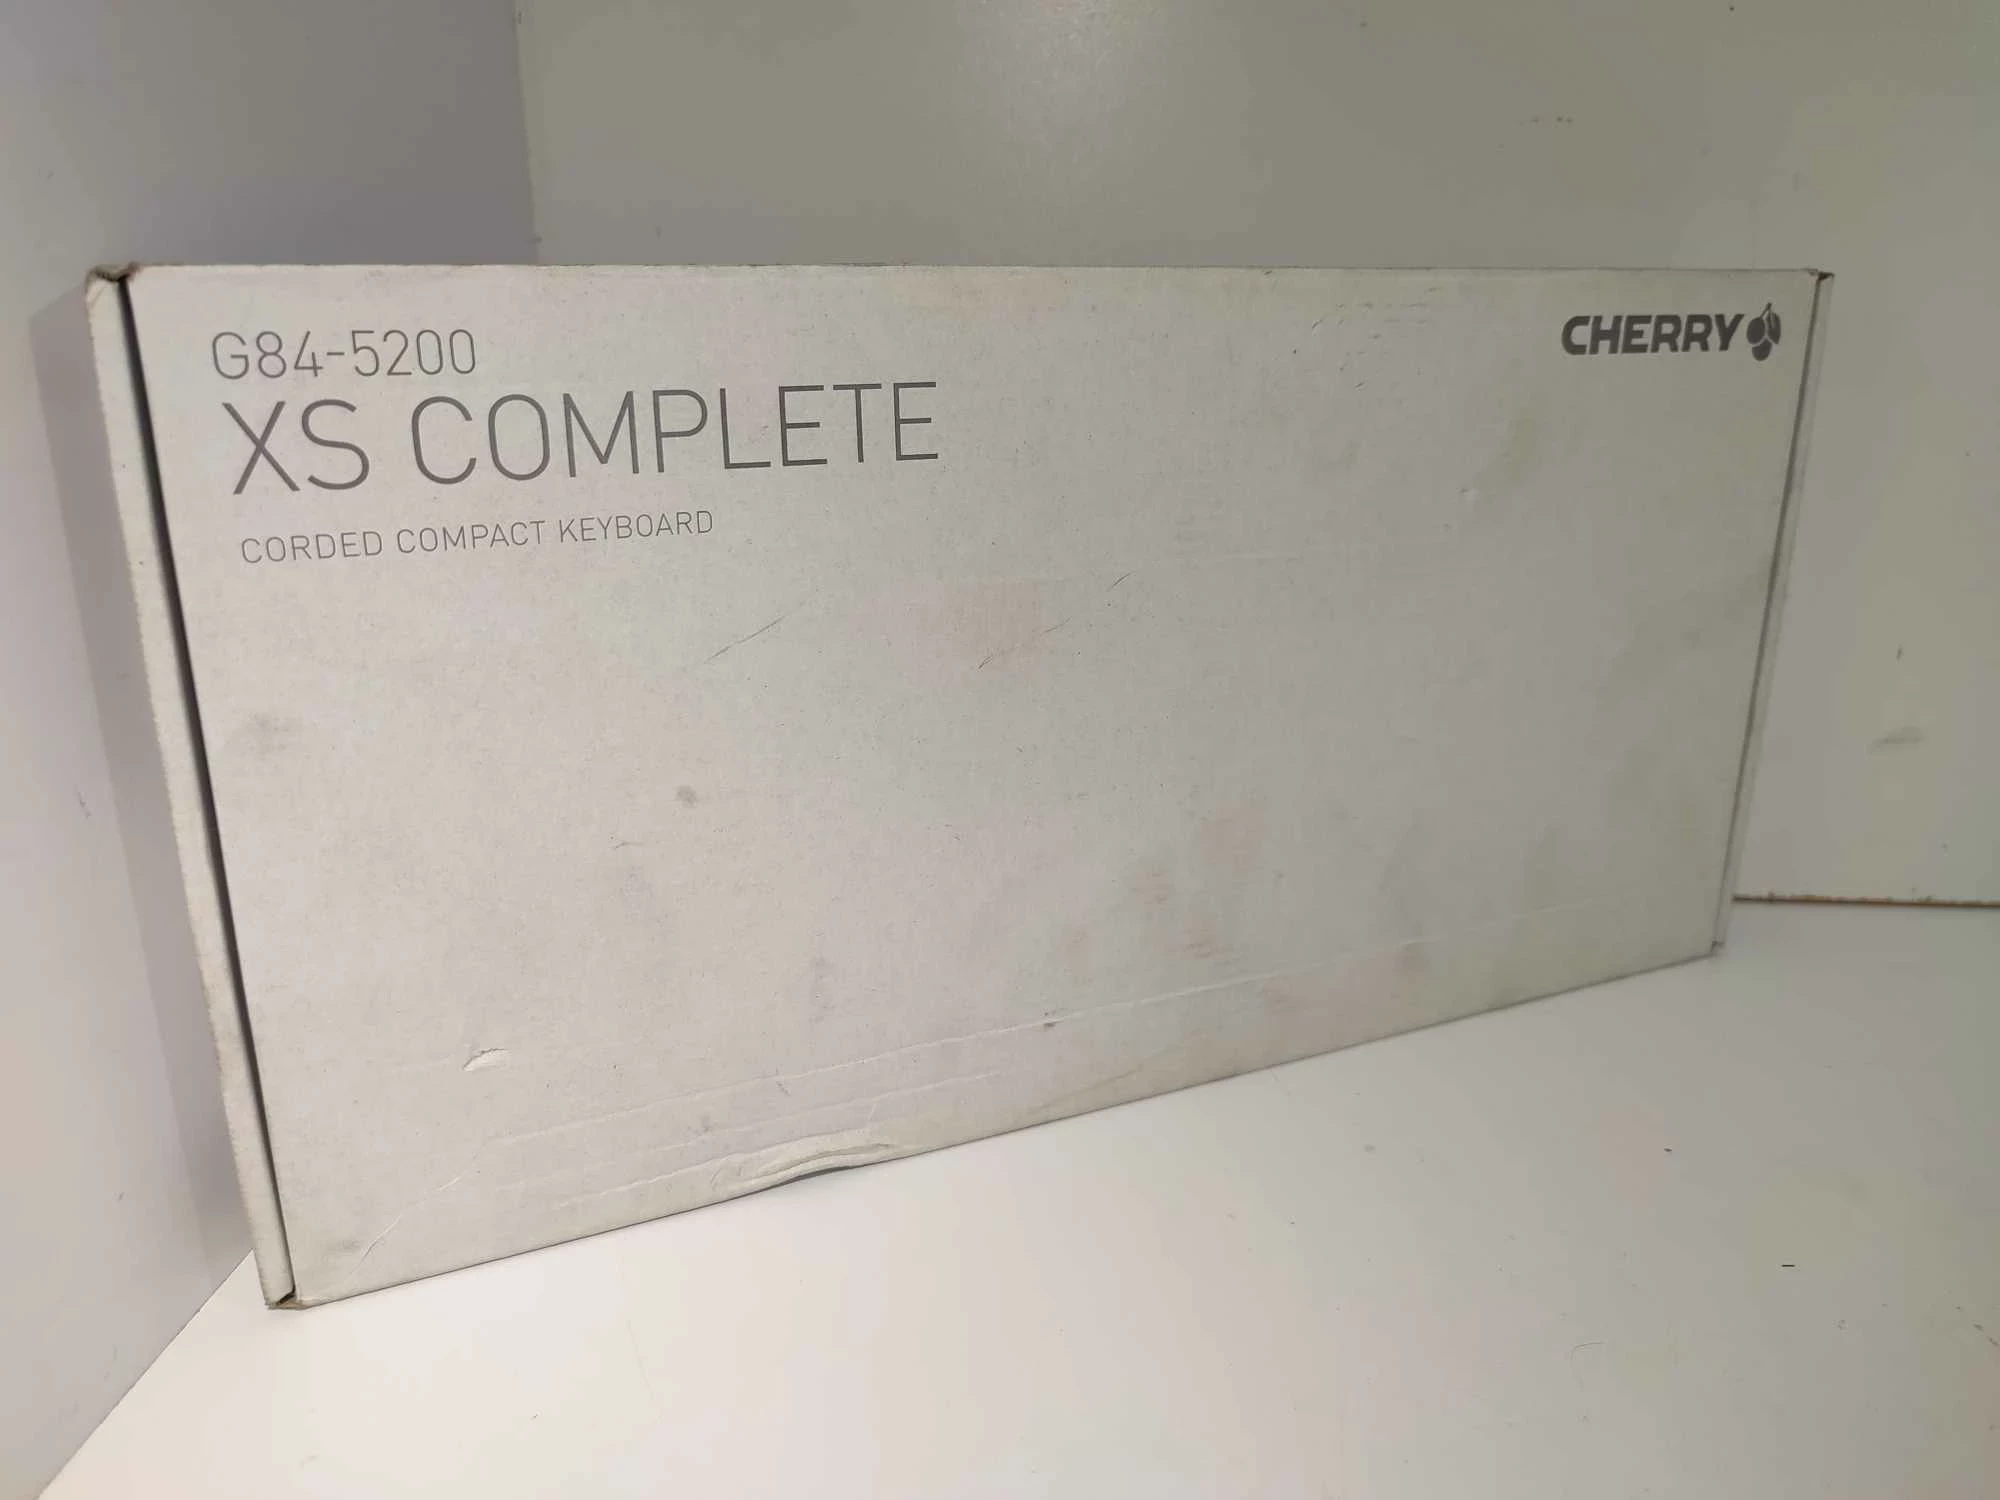 G84-5200
XS COMPLETE
CORDED COMPACT KEYBOARD
CHERRY